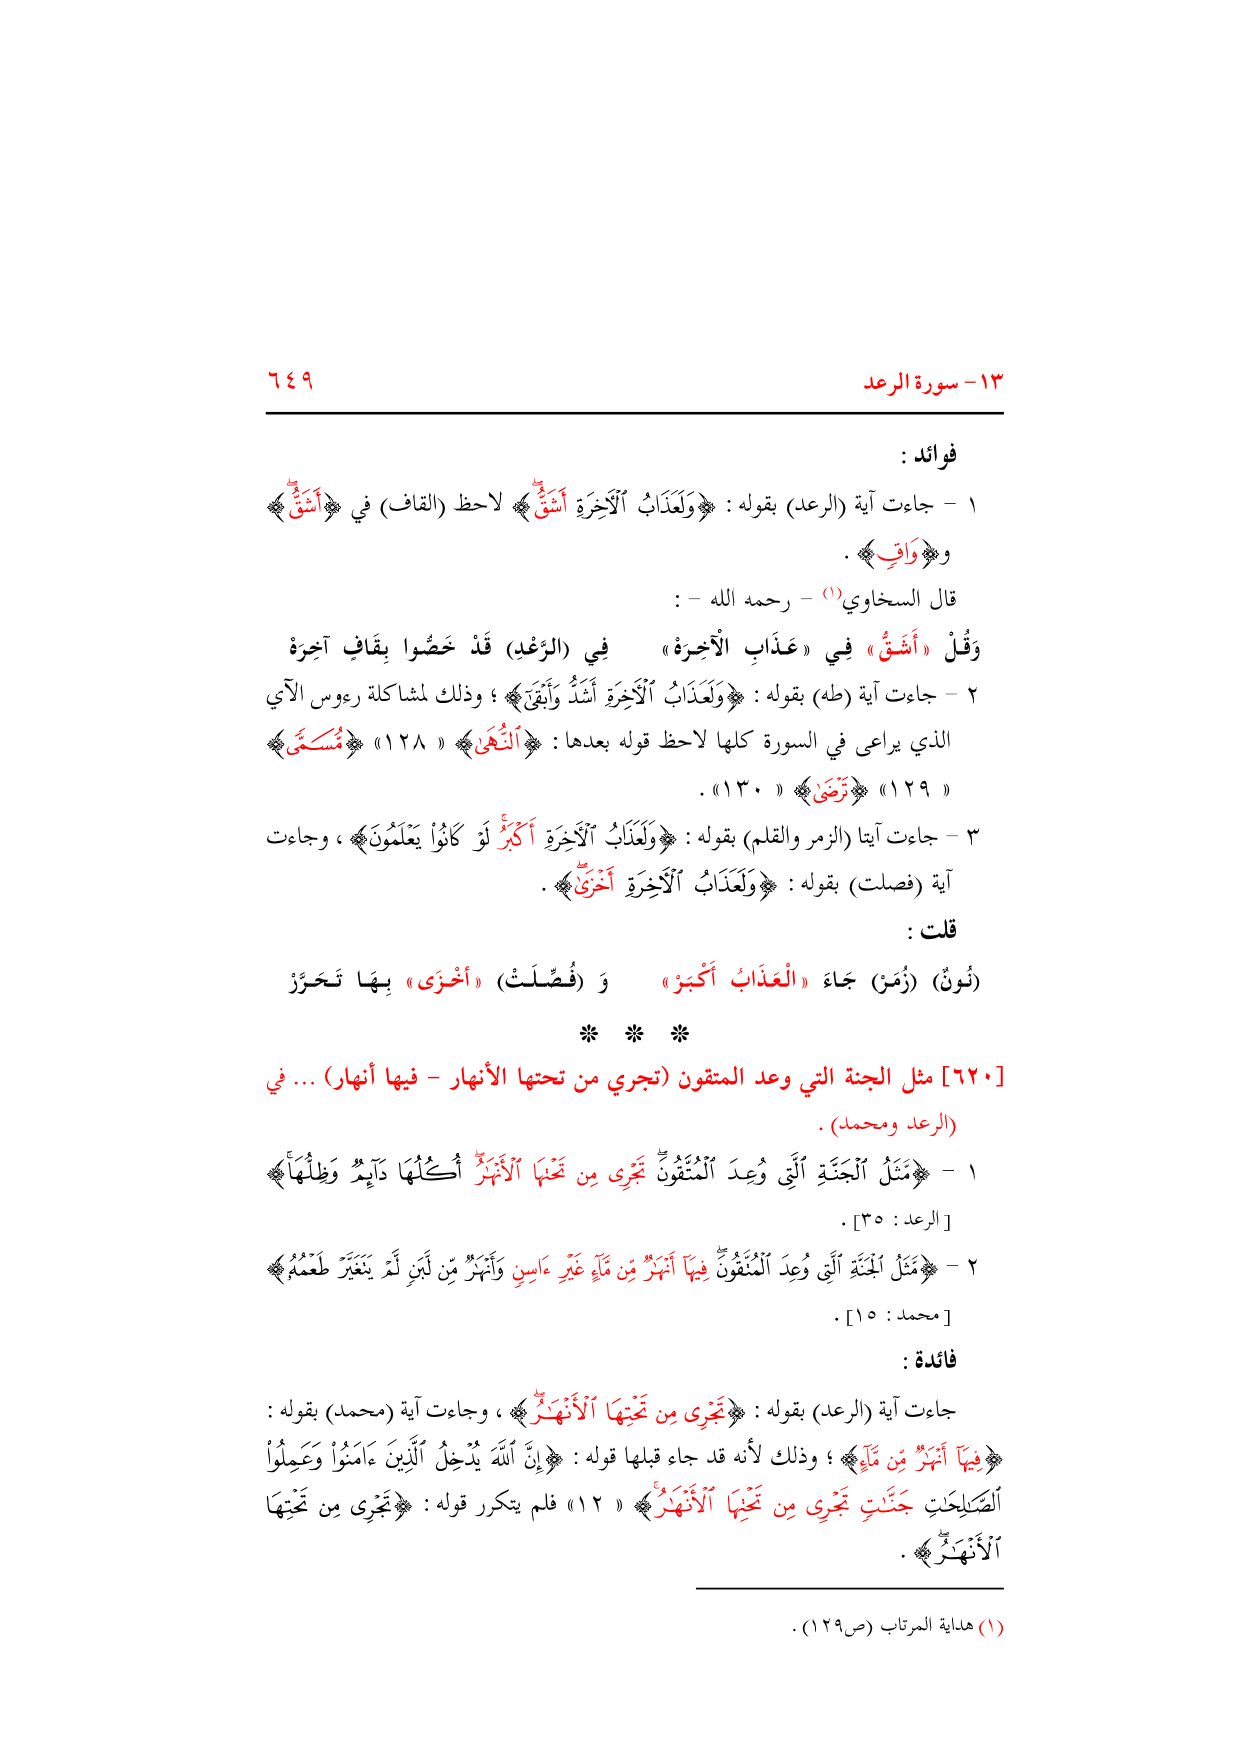 ١٣- سورة الرعد ٦٤٩
فوائد :
١ - جاءت آية (الرعد) بقوله : ﴿وَلَعَذَابُ ٱلْأَخِرَةِ أَشَقُّۖ﴾ لاحظ (القاف) في ﴿أَشَقُّۖ﴾
و﴿وَاقٍ﴾ .
قال السخاوي(١) - رحمه الله - :
وَقُلْ «أَشَقُّ» فِي «عَذَابِ الْآخِرَهْ» فِي (الرَّعْدِ) قَدْ خَصُّوا بِقَافٍ آخِرَهْ
٢ - جاءت آية (طه) بقوله : ﴿وَلَعَذَابُ ٱلْأَخِرَةِ أَشَدُّ وَأَبْقَىٰٓ﴾ ؛ وذلك لمشاكلة رءوس الآي
الذي يراعى في السورة كلها لاحظ قوله بعدها : ﴿ٱلنُّهَىٰ﴾ «١٢٨» ﴿مُّسَمًّى﴾
«١٢٩» ﴿تَرْضَىٰ﴾ «١٣٠» .
٣ - جاءت آيتا (الزمر والقلم) بقوله : ﴿وَلَعَذَابُ ٱلْأَخِرَةِ أَكْبَرُۚ لَوْ كَانُوا۟ يَعْلَمُونَ﴾ ، وجاءت
آية (فصلت) بقوله : ﴿وَلَعَذَابُ ٱلْأَخِرَةِ أَخْزَىٰۖ﴾ .
قلت :
(نُونٌ) (زُمَرْ) جَاءَ «الْعَذَابُ أَكْبَرْ» وَ (فُصِّلَتْ) «أخْزَى» بِهَا تَحَرَّرْ
❊ ❊ ❊
[٦٢٠] مثل الجنة التي وعد المتقون (تجري من تحتها الأنهار - فيها أنهار) ... في
(الرعد ومحمد) .
١ - ﴿مَّثَلُ ٱلْجَنَّةِ ٱلَّتِى وُعِدَ ٱلْمُتَّقُونَۖ تَجْرِى مِن تَحْتِهَا ٱلْأَنْهَـٰرُۖ أُكُلُهَا دَآئِمٌ وَظِلُّهَاۚ﴾
[الرعد : ٣٥] .
٢ - ﴿مَّثَلُ ٱلْجَنَّةِ ٱلَّتِى وُعِدَ ٱلْمُتَّقُونَۖ فِيهَآ أَنْهَـٰرٌ مِّن مَّآءٍ غَيْرِ ءَاسِنٍ وَأَنْهَـٰرٌ مِّن لَّبَنٍ لَّمْ يَتَغَيَّرْ طَعْمُهُۥ﴾
[محمد : ١٥] .
فائدة :
جاءت آية (الرعد) بقوله : ﴿تَجْرِى مِن تَحْتِهَا ٱلْأَنْهَـٰرُۖ﴾ ، وجاءت آية (محمد) بقوله :
﴿فِيهَآ أَنْهَـٰرٌ مِّن مَّآءٍ﴾ ؛ وذلك لأنه قد جاء قبلها قوله : ﴿إِنَّ ٱللَّهَ يُدْخِلُ ٱلَّذِينَ ءَامَنُوا۟ وَعَمِلُوا۟
ٱلصَّـٰلِحَـٰتِ جَنَّـٰتٍ تَجْرِى مِن تَحْتِهَا ٱلْأَنْهَـٰرُۚ﴾ «١٢» فلم يتكرر قوله : ﴿تَجْرِى مِن تَحْتِهَا
ٱلْأَنْهَـٰرُۖ﴾ .
(١) هداية المرتاب (ص١٢٩) .